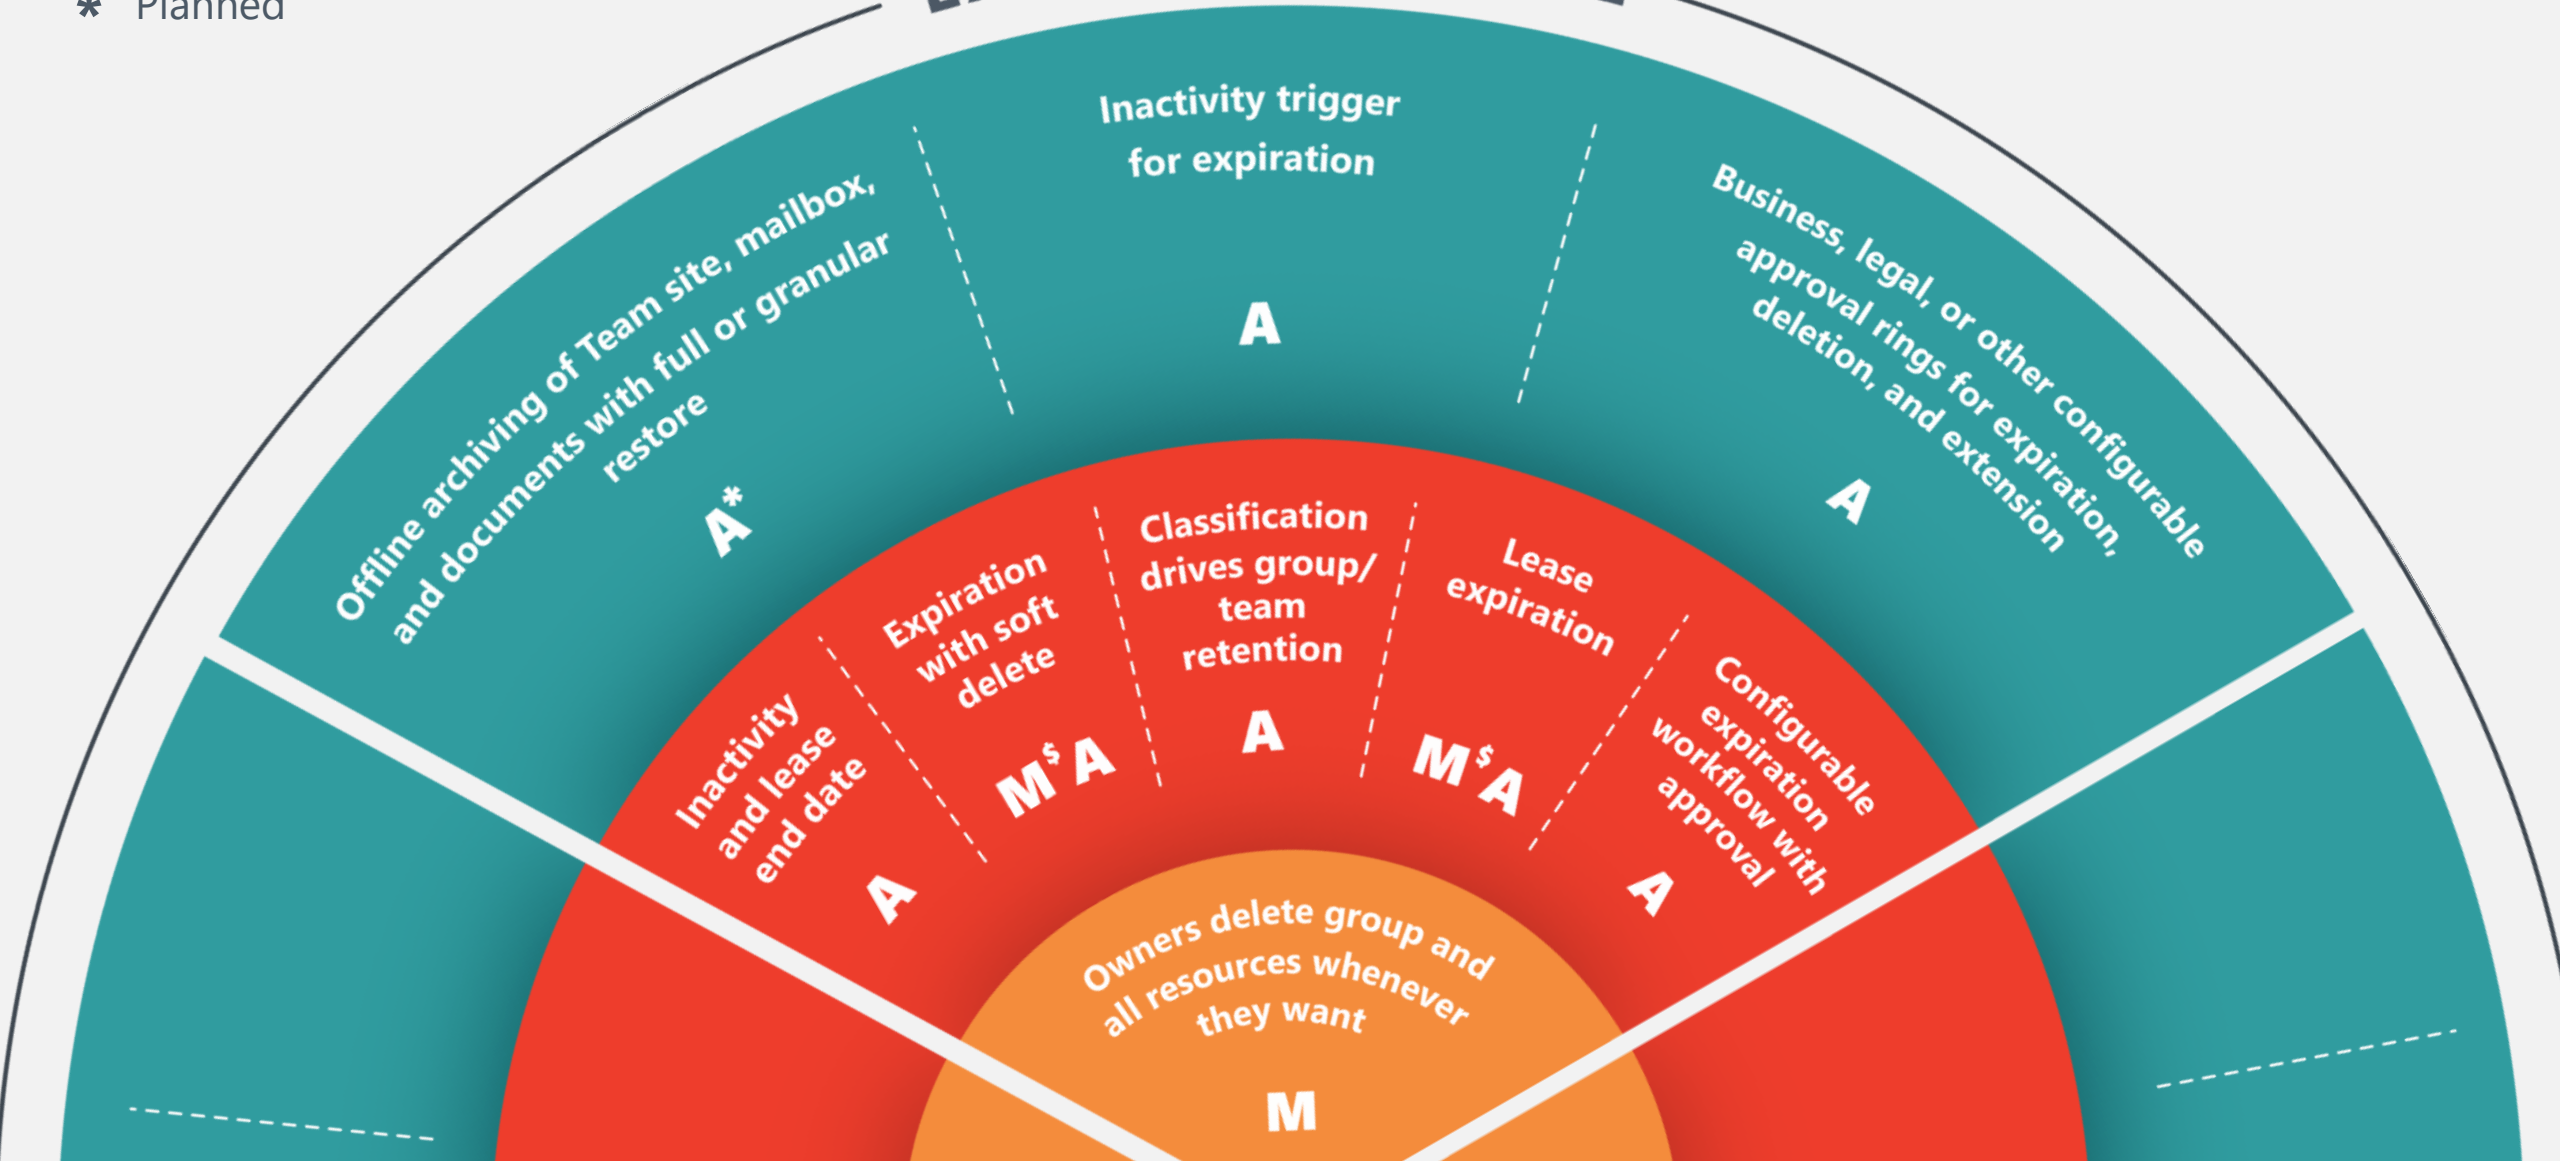 * Planned
Offline archiving of Team site, mailbox,
and documents with full or granular
restore
A*
Inactivity trigger
for expiration
A
Business, legal, or other configurable
approval rings for expiration,
deletion, and extension
A
Inactivity
and lease
end date
A
Expiration
with soft
delete
M$ A
Classification
drives group/
team
retention
A
Lease
expiration
M$ A
Configurable
expiration
workflow with
approval
A
Owners delete group and
all resources whenever
they want
M